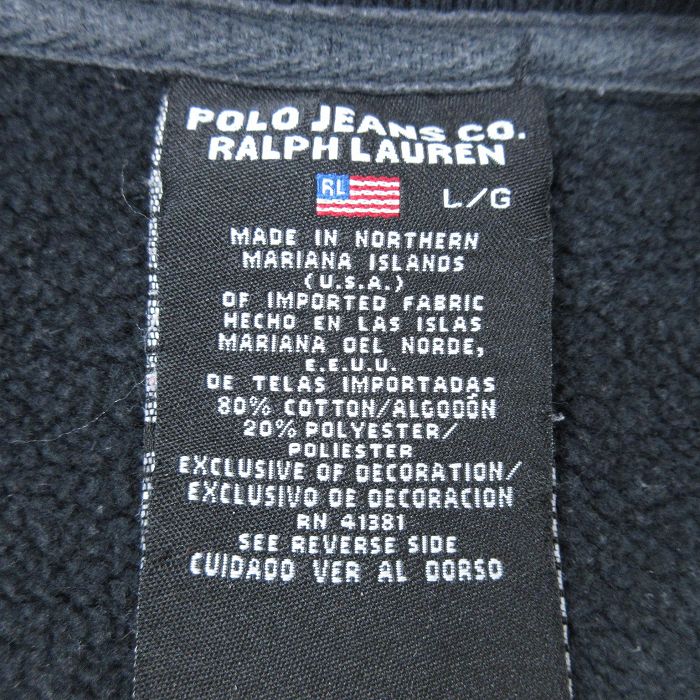 POLO JEANS CO.
RALPH LAUREN
RL
L/G
MADE IN NORTHERN
MARIANA ISLANDS
(U.S.A.)
OF IMPORTED FABRIC
HECHO EN LAS ISLAS
MARIANA DEL NORDE,
E.E.U.U.
DE TELAS IMPORTADAS
80% COTTON/ALGODÓN
20% POLYESTER/
POLIESTER
EXCLUSIVE OF DECORATION/
EXCLUSIVO DE DECORACION
RN 41381
SEE REVERSE SIDE
CUIDADO VER AL DORSO